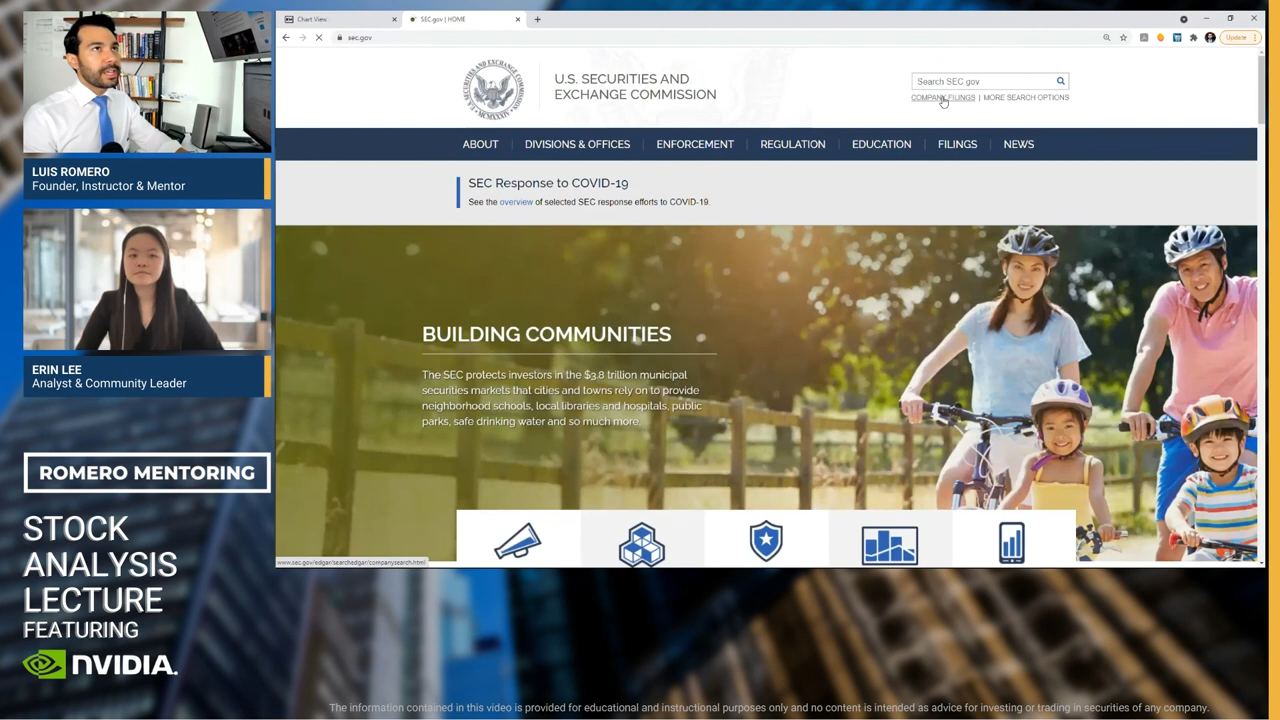 LUIS ROMERO
Founder, Instructor & Mentor
ERIN LEE
Analyst & Community Leader
ROMERO MENTORING
STOCK
ANALYSIS
LECTURE
FEATURING
NVIDIA.
Chart View
SEC.gov | HOME
sec.gov
Update
U.S. SECURITIES AND
EXCHANGE COMMISSION
Search SEC.gov
COMPANY FILINGS | MORE SEARCH OPTIONS
ABOUT DIVISIONS & OFFICES ENFORCEMENT REGULATION EDUCATION FILINGS NEWS
SEC Response to COVID-19
See the overview of selected SEC response efforts to COVID-19.
BUILDING COMMUNITIES
The SEC protects investors in the $3.8 trillion municipal
securities markets that cities and towns rely on to provide
neighborhood schools, local libraries and hospitals, public
parks, safe drinking water and so much more.
www.sec.gov/edgar/searchedgar/companysearch.html
The information contained in this video is provided for educational and instructional purposes only and no content is intended as advice for investing or trading in securities of any company.